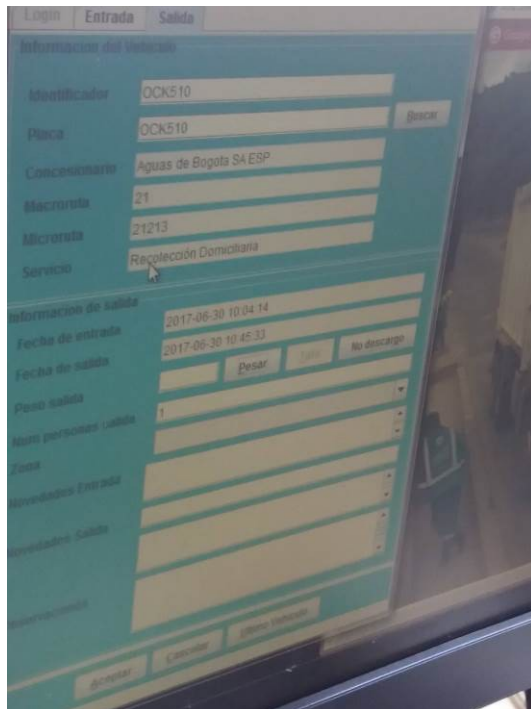 Login Entrada Salida
Informacion del Vehiculo
Identificador OCK510
Placa OCK510 Buscar
Concesionario Aguas de Bogota SA ESP
Macroruta 21
Microruta 21213
Servicio Recolección Domiciliaria
Informacion de salida
Fecha de entrada 2017-06-30 10:04:14
Fecha de salida 2017-06-30 10:45:33
Peso salida Pesar No descargo
Num personas salida 1
Zona
Novedades Entrada
Novedades Salida
Observaciones
Aceptar Cancelar Ultimo Vehiculo